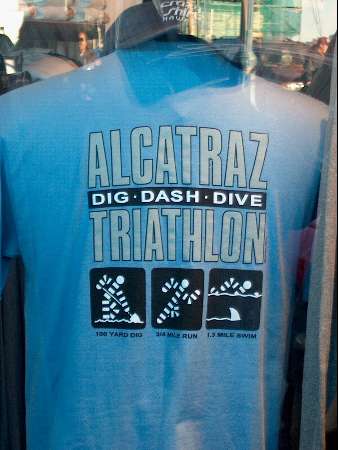 ALCATRAZ
DIG · DASH · DIVE
TRIATHLON
100 YARD DIG
3/4 MILE RUN
1.5 MILE SWIM